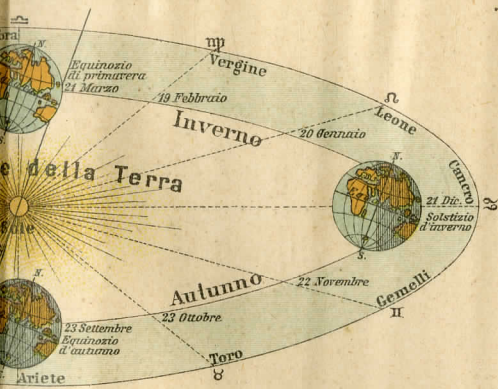 N.
Vergine
Equinozio
di primavera
21 Marzo
19 Febbraio
Leone
Inverno
20 Gennaio
Cancro
e della Terra
N.
21 Dic.
Solstizio
d'inverno
Sole
S.
N.
Autunno
22 Novembre
Gemelli
23 Settembre
Equinozio
d'autunno
23 Ottobre
Toro
Ariete